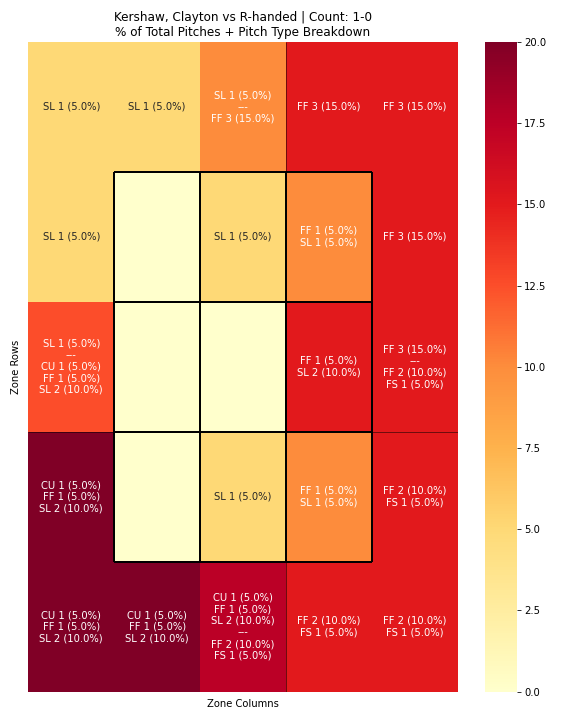 Kershaw, Clayton vs R-handed | Count: 1-0
% of Total Pitches + Pitch Type Breakdown
SL 1 (5.0%)
SL 1 (5.0%)
SL 1 (5.0%)
---
FF 3 (15.0%)
FF 3 (15.0%)
FF 3 (15.0%)
SL 1 (5.0%)
SL 1 (5.0%)
FF 1 (5.0%)
SL 1 (5.0%)
FF 3 (15.0%)
SL 1 (5.0%)
---
CU 1 (5.0%)
FF 1 (5.0%)
SL 2 (10.0%)
FF 1 (5.0%)
SL 2 (10.0%)
FF 3 (15.0%)
---
FF 2 (10.0%)
FS 1 (5.0%)
CU 1 (5.0%)
FF 1 (5.0%)
SL 2 (10.0%)
SL 1 (5.0%)
FF 1 (5.0%)
SL 1 (5.0%)
FF 2 (10.0%)
FS 1 (5.0%)
CU 1 (5.0%)
FF 1 (5.0%)
SL 2 (10.0%)
CU 1 (5.0%)
FF 1 (5.0%)
SL 2 (10.0%)
CU 1 (5.0%)
FF 1 (5.0%)
SL 2 (10.0%)
---
FF 2 (10.0%)
FS 1 (5.0%)
FF 2 (10.0%)
FS 1 (5.0%)
FF 2 (10.0%)
FS 1 (5.0%)
Zone Rows
Zone Columns
20.0
17.5
15.0
12.5
10.0
7.5
5.0
2.5
0.0